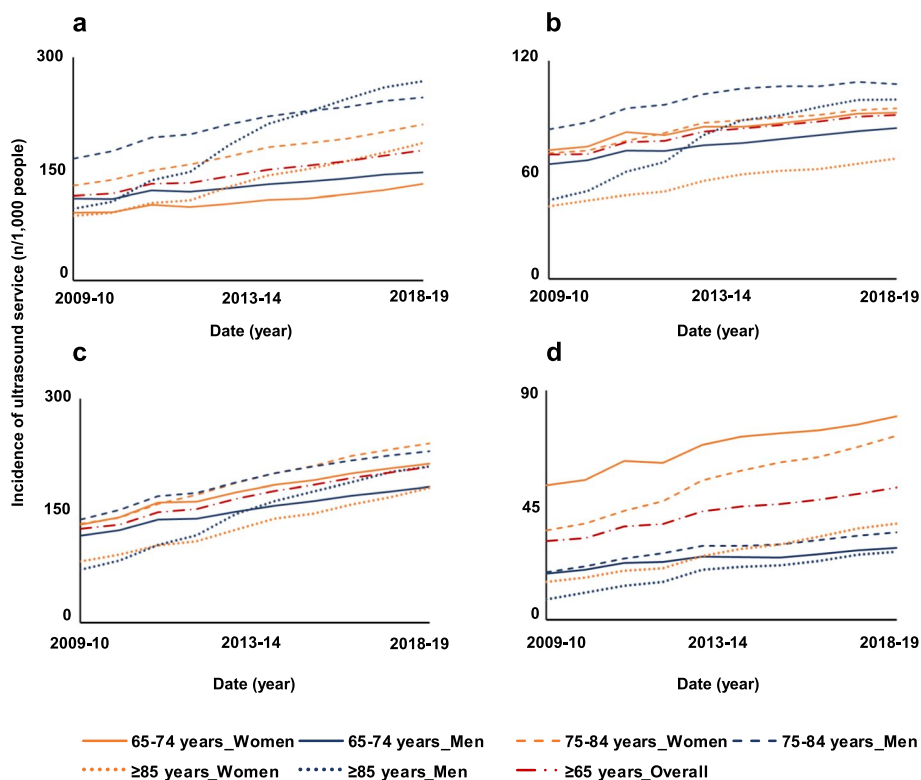 a
b
300
150
0
120
60
0
2009-10 2013-14 2018-19
2009-10 2013-14 2018-19
Date (year)
Date (year)
Incidence of ultrasound service (n/1,000 people)
c
d
300
150
0
90
45
0
2009-10 2013-14 2018-19
2009-10 2013-14 2018-19
Date (year)
Date (year)
65-74 years_Women 65-74 years_Men 75-84 years_Women 75-84 years_Men
≥85 years_Women ≥85 years_Men ≥65 years_Overall